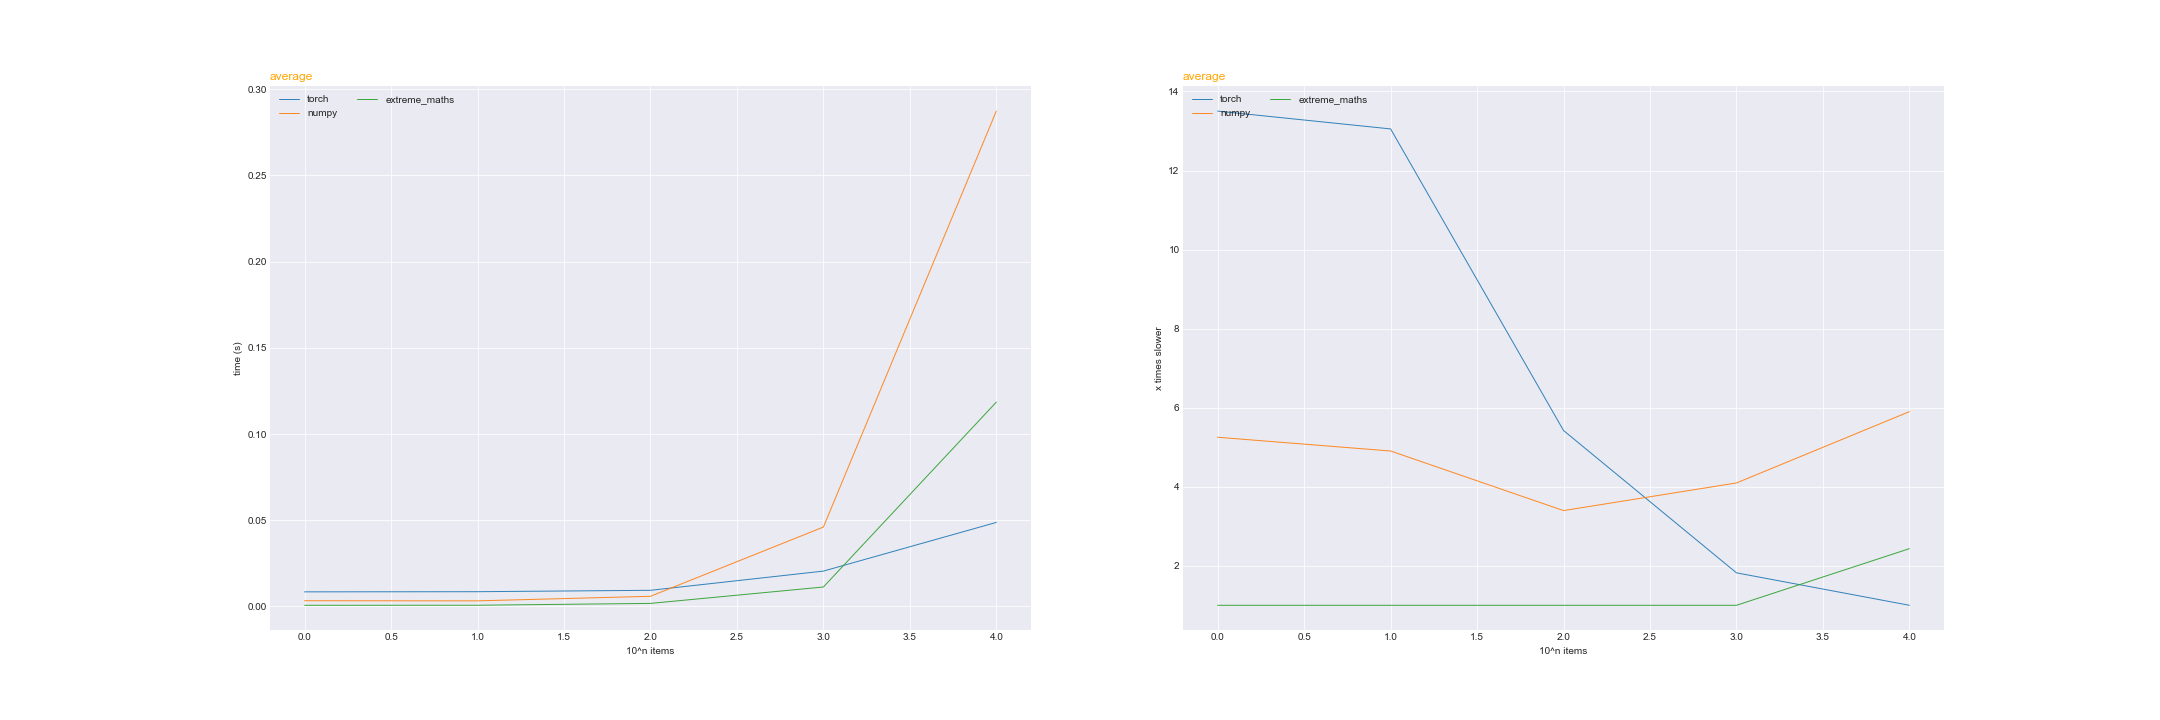 average
torch
extreme_maths
numpy
0.30
0.25
0.20
0.15
0.10
0.05
0.00
time (s)
0.0 0.5 1.0 1.5 2.0 2.5 3.0 3.5 4.0
10^n items
average
torch
extreme_maths
numpy
14
12
10
8
6
4
2
x times slower
0.0 0.5 1.0 1.5 2.0 2.5 3.0 3.5 4.0
10^n items